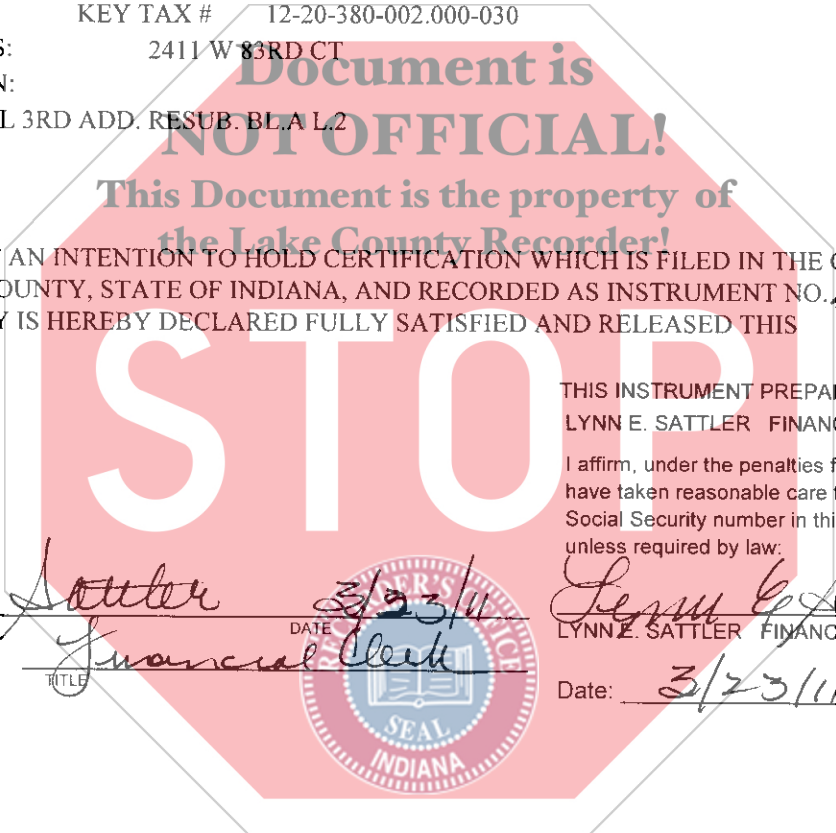 KEY TAX # 12-20-380-002.000-030
S: 2411 W 83RD CT
N:
L 3RD ADD. RESUB. BL.A L.2
Document is
NOT OFFICIAL!
This Document is the property of
the Lake County Recorder!
AN INTENTION TO HOLD CERTIFICATION WHICH IS FILED IN THE
OUNTY, STATE OF INDIANA, AND RECORDED AS INSTRUMENT NO.
Y IS HEREBY DECLARED FULLY SATISFIED AND RELEASED THIS
STOP
THIS INSTRUMENT PREPA
LYNN E. SATTLER FINANC
I affirm, under the penalties f
have taken reasonable care
Social Security number in thi
unless required by law:
Sattler 3/23/11
DATE
Financial Clerk
TITLE
Lynn E
LYNN E. SATTLER FINANC
Date: 3/23/11
RECORDER'S OFFICE
SEAL
INDIANA